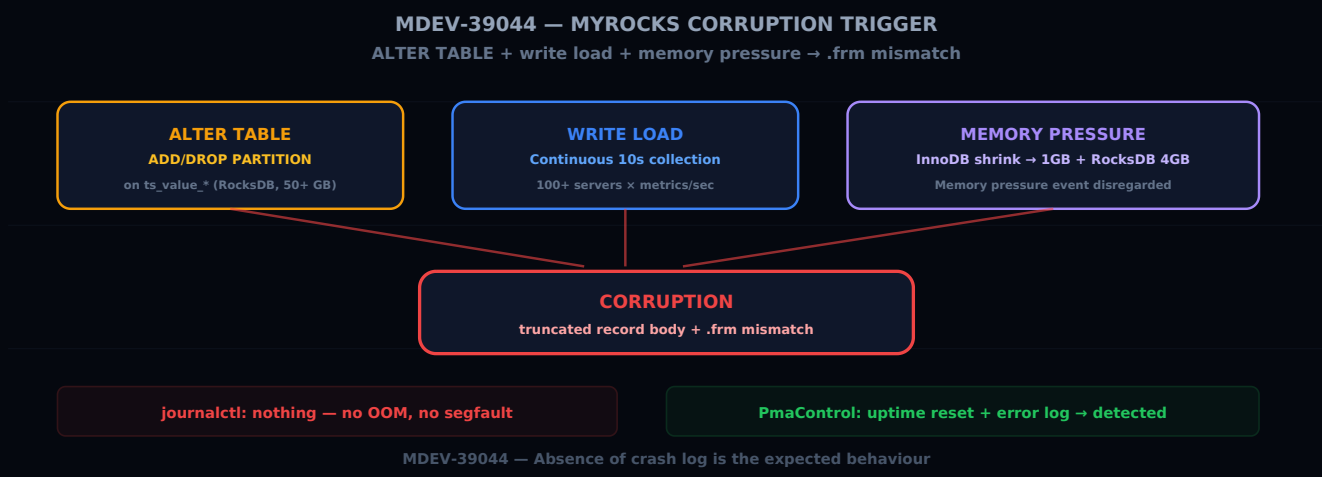 MDEV-39044 — MYROCKS CORRUPTION TRIGGER
ALTER TABLE + write load + memory pressure → .frm mismatch
ALTER TABLE
ADD/DROP PARTITION
on ts_value_* (RocksDB, 50+ GB)
WRITE LOAD
Continuous 10s collection
100+ servers × metrics/sec
MEMORY PRESSURE
InnoDB shrink → 1GB + RocksDB 4GB
Memory pressure event disregarded
CORRUPTION
truncated record body + .frm mismatch
journalctl: nothing — no OOM, no segfault
PmaControl: uptime reset + error log → detected
MDEV-39044 — Absence of crash log is the expected behaviour